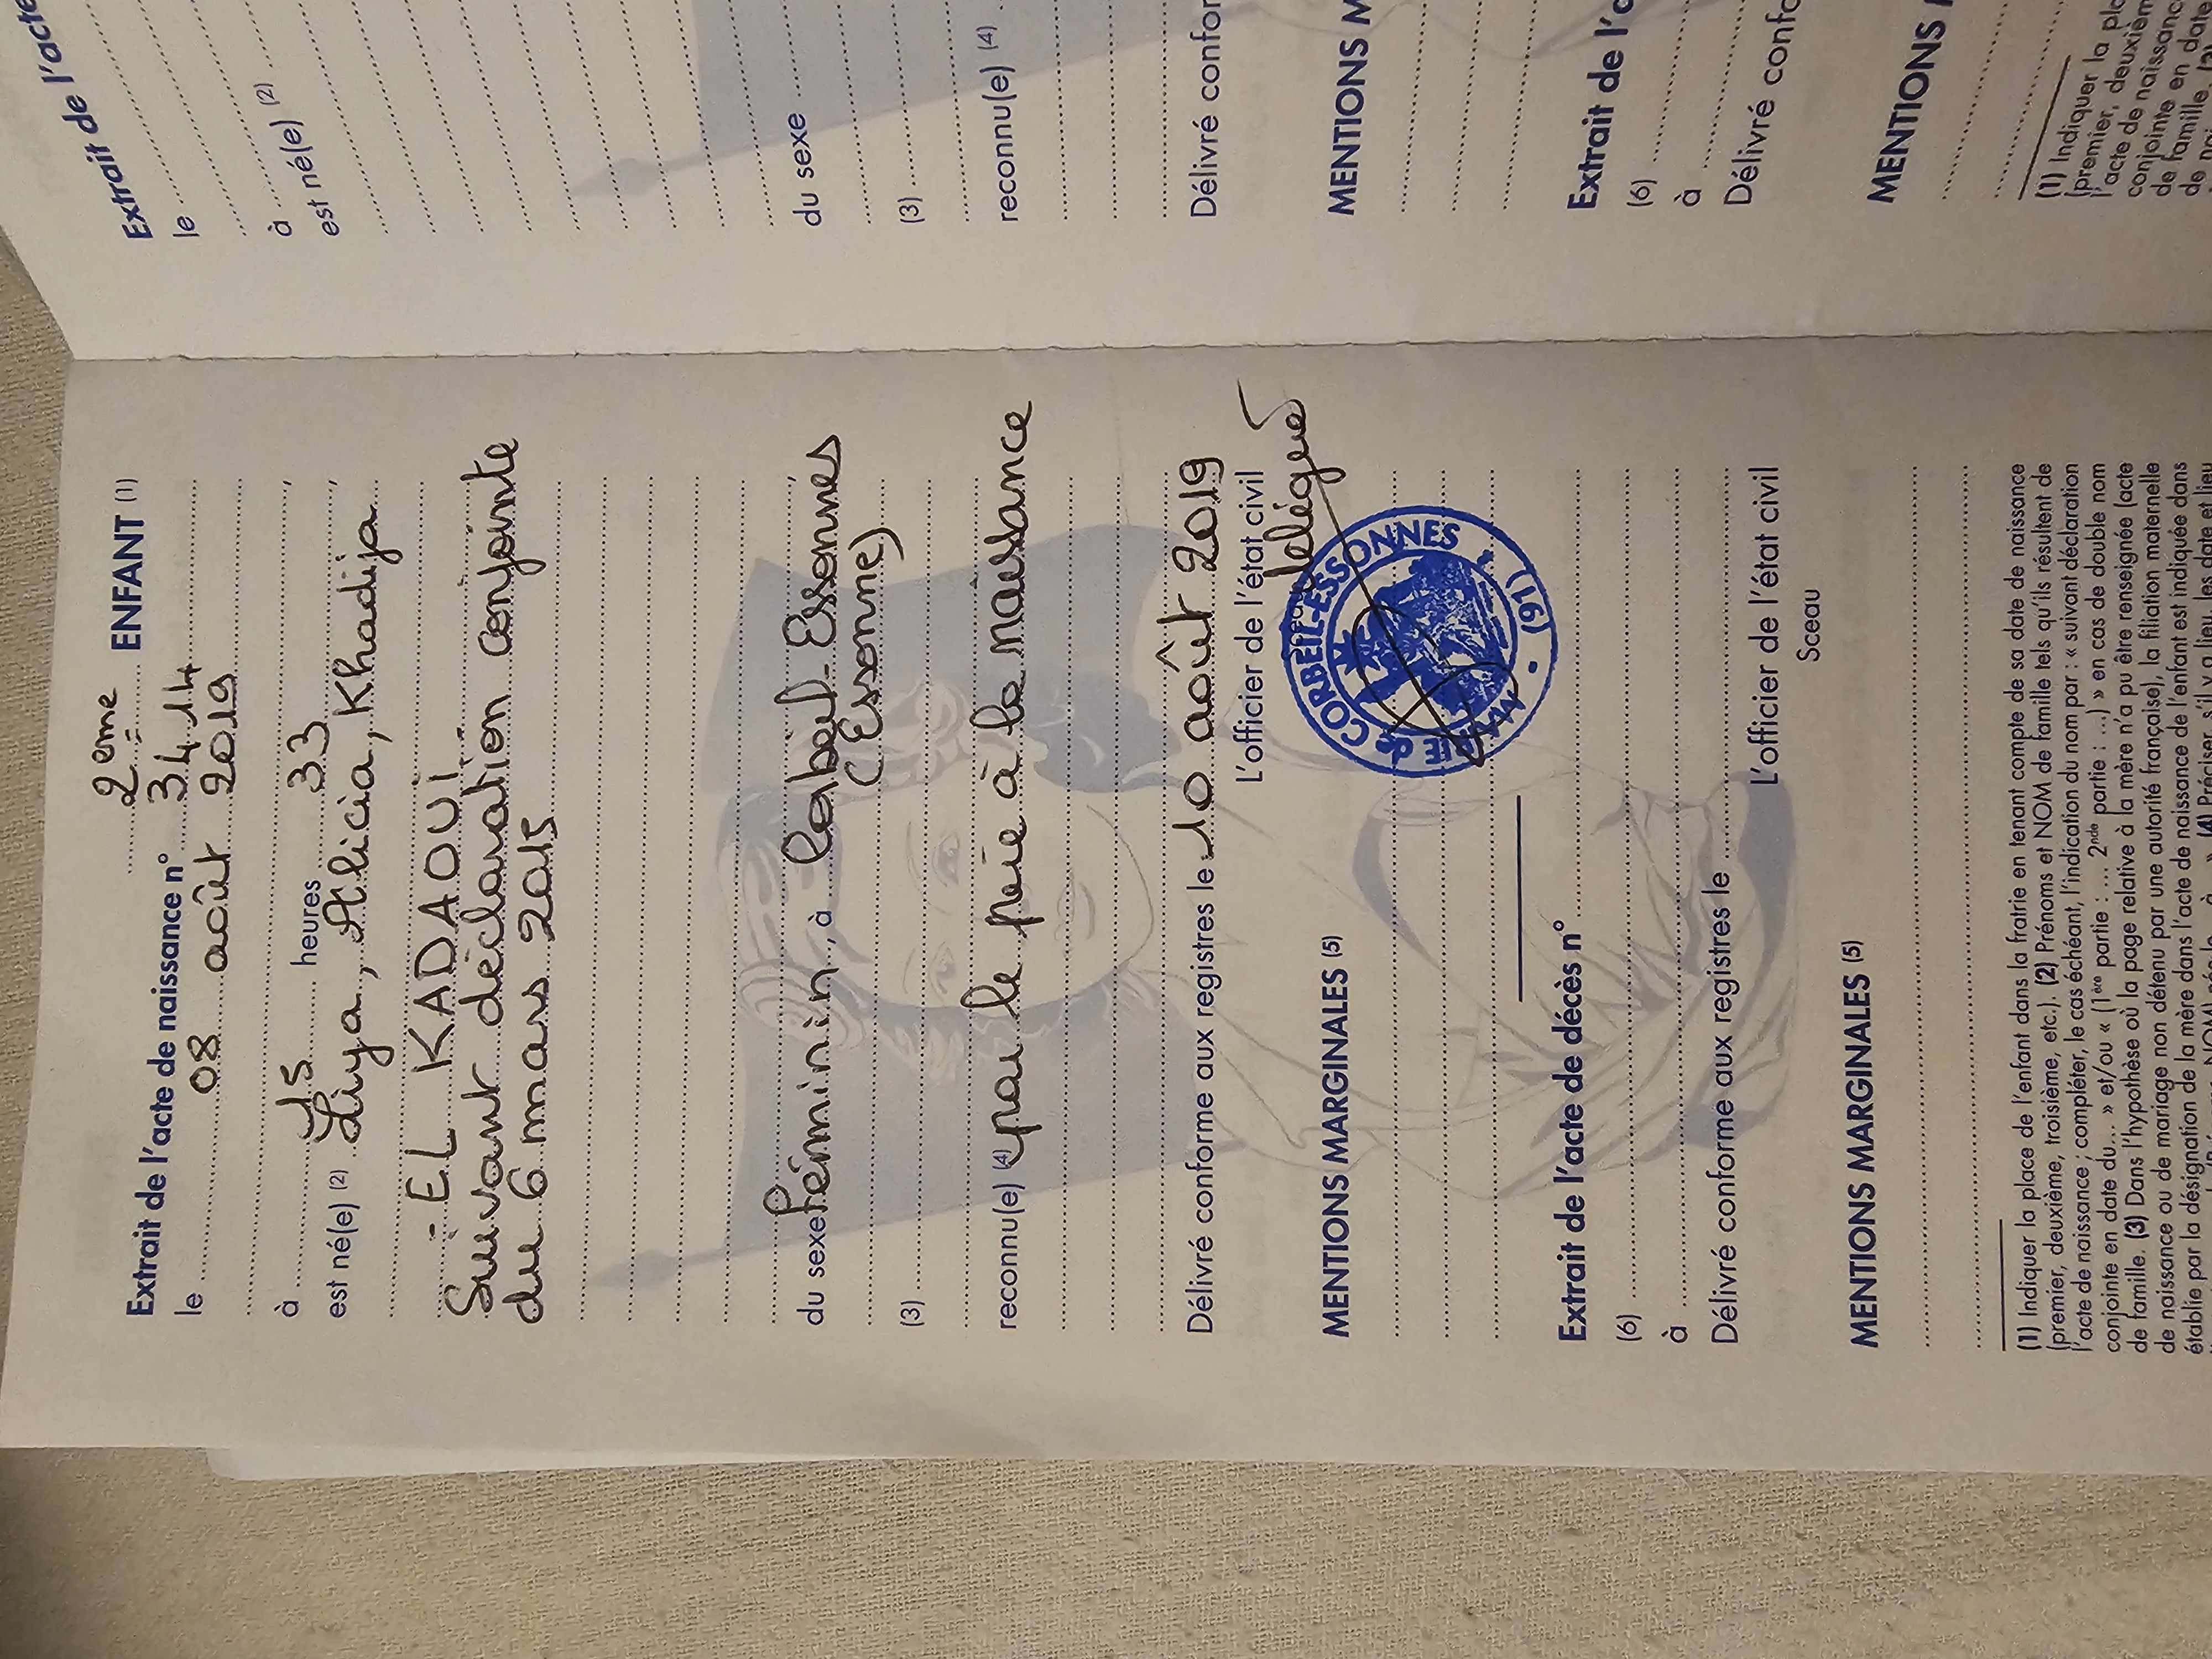 2ème ENFANT (1)
Extrait de l'acte de naissance n° 3414
le 08 août 2019
à 15 heures 33,
est né(e) (2) Liya, Alicia, Khadija,
- EL KADAOUI -
Suivant déclaration conjointe
du 6 mars 2015
du sexe féminin, à Corbeil-Essonnes,
(Essonne)
(3)
reconnu(e) (4) par le père à la naissance
Délivré conforme aux registres le 10 août 2019
L'officier de l'état civil
délégué
MAIRIE de CORBEIL-ESSONNES
(91)
MENTIONS MARGINALES (5)
Extrait de l'acte de décès n°
(6)
à
Délivré conforme aux registres le
L'officier de l'état civil
Sceau
MENTIONS MARGINALES (5)
(1) Indiquer la place de l'enfant dans la fratrie en tenant compte de sa date de naissance
(premier, deuxième, troisième, etc.). (2) Prénoms et NOM de famille tels qu'ils résultent de
l'acte de naissance ; compléter, le cas échéant, l'indication du nom par : « suivant déclaration
conjointe en date du... » et/ou « (1ère partie : ... 2nde partie : ...) » en cas de double nom
de famille. (3) Dans l'hypothèse où la page relative à la mère n'a pu être renseignée (acte
de naissance ou de mariage non détenu par une autorité française), la filiation maternelle
établie par la désignation de la mère dans l'acte de naissance de l'enfant est indiquée dans
(4) Préciser, s'il y a lieu, les date et lieu
Extrait de l'acte
le
à
est né(e) (2)
du sexe
(3)
reconnu(e) (4)
Délivré confor
MENTIONS M
Extrait de l'a
(6)
à
Délivré confo
MENTIONS
(1) Indiquer la pla
(premier, deuxièm
l'acte de naissanc
conjointe en date
de famille.